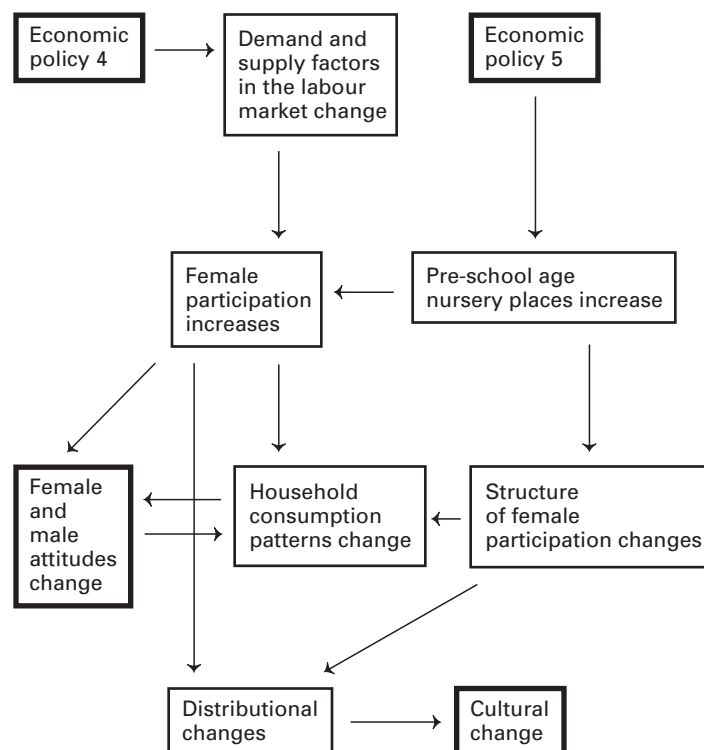 Economic
policy 4
Demand and
supply factors
in the labour
market change
Economic
policy 5
Female
participation
increases
Pre-school age
nursery places increase
Female
and
male
attitudes
change
Household
consumption
patterns change
Structure
of female
participation changes
Distributional
changes
Cultural
change